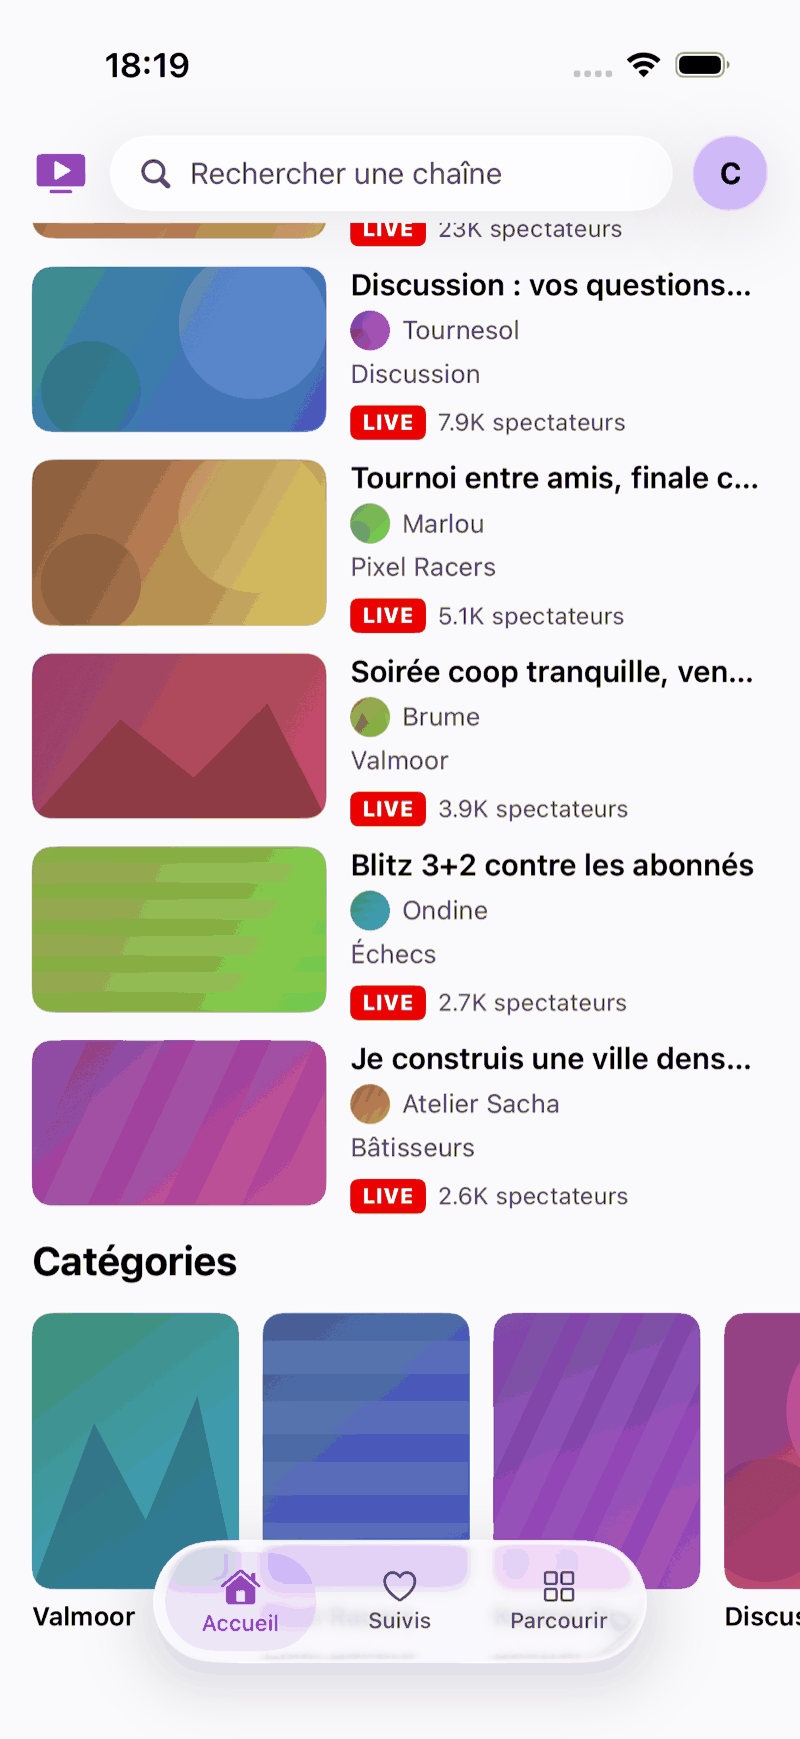 18:19
Rechercher une chaîne
C
LIVE 23K spectateurs
Discussion : vos questions...
Tournesol
Discussion
LIVE 7.9K spectateurs
Tournoi entre amis, finale c...
Marlou
Pixel Racers
LIVE 5.1K spectateurs
Soirée coop tranquille, ven...
Brume
Valmoor
LIVE 3.9K spectateurs
Blitz 3+2 contre les abonnés
Ondine
Échecs
LIVE 2.7K spectateurs
Je construis une ville dens...
Atelier Sacha
Bâtisseurs
LIVE 2.6K spectateurs
Catégories
Valmoor
Discus
Accueil
Suivis
Parcourir